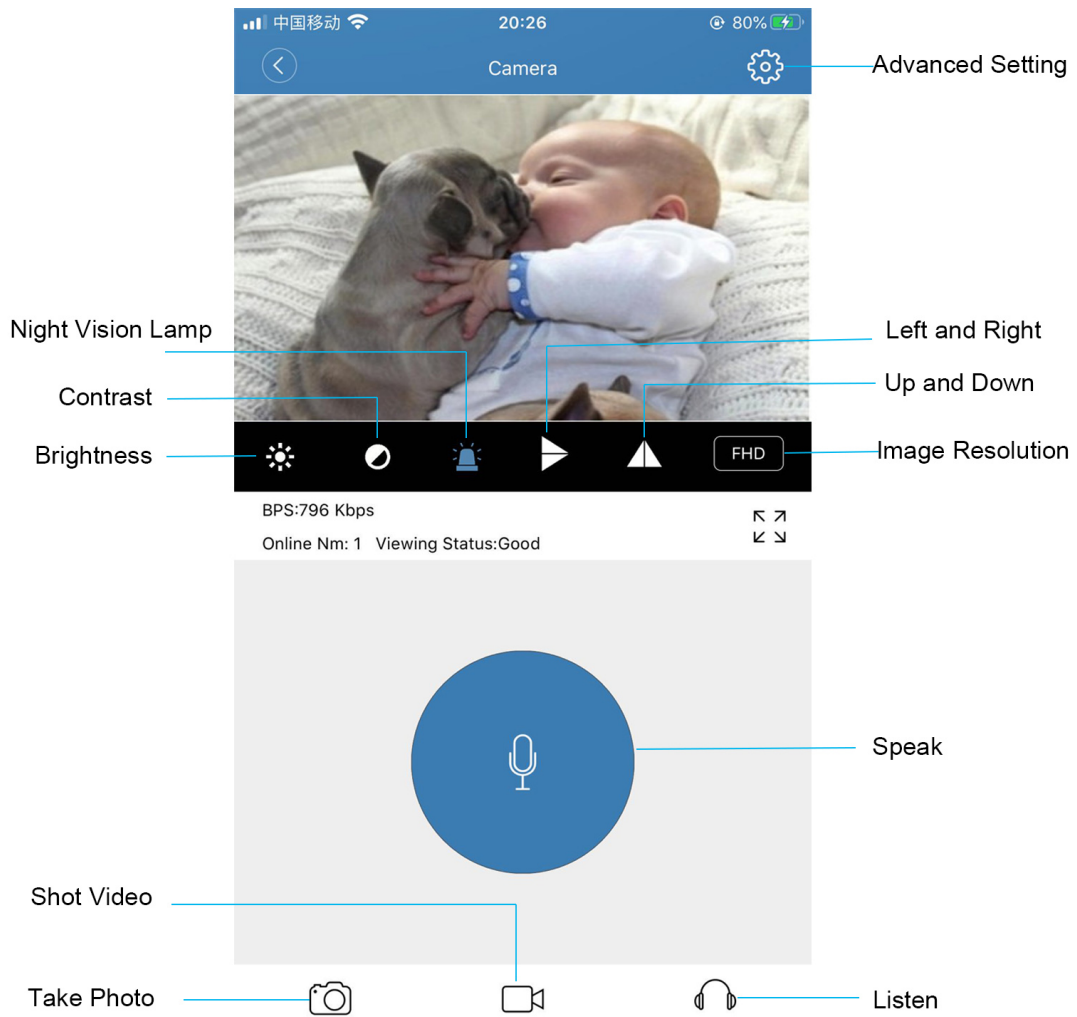 中国移动 20:26 80%
Camera
Advanced Setting
Night Vision Lamp
Left and Right
Contrast
Up and Down
Brightness
FHD
Image Resolution
BPS:796 Kbps
Online Nm: 1 Viewing Status:Good
Speak
Shot Video
Take Photo
Listen